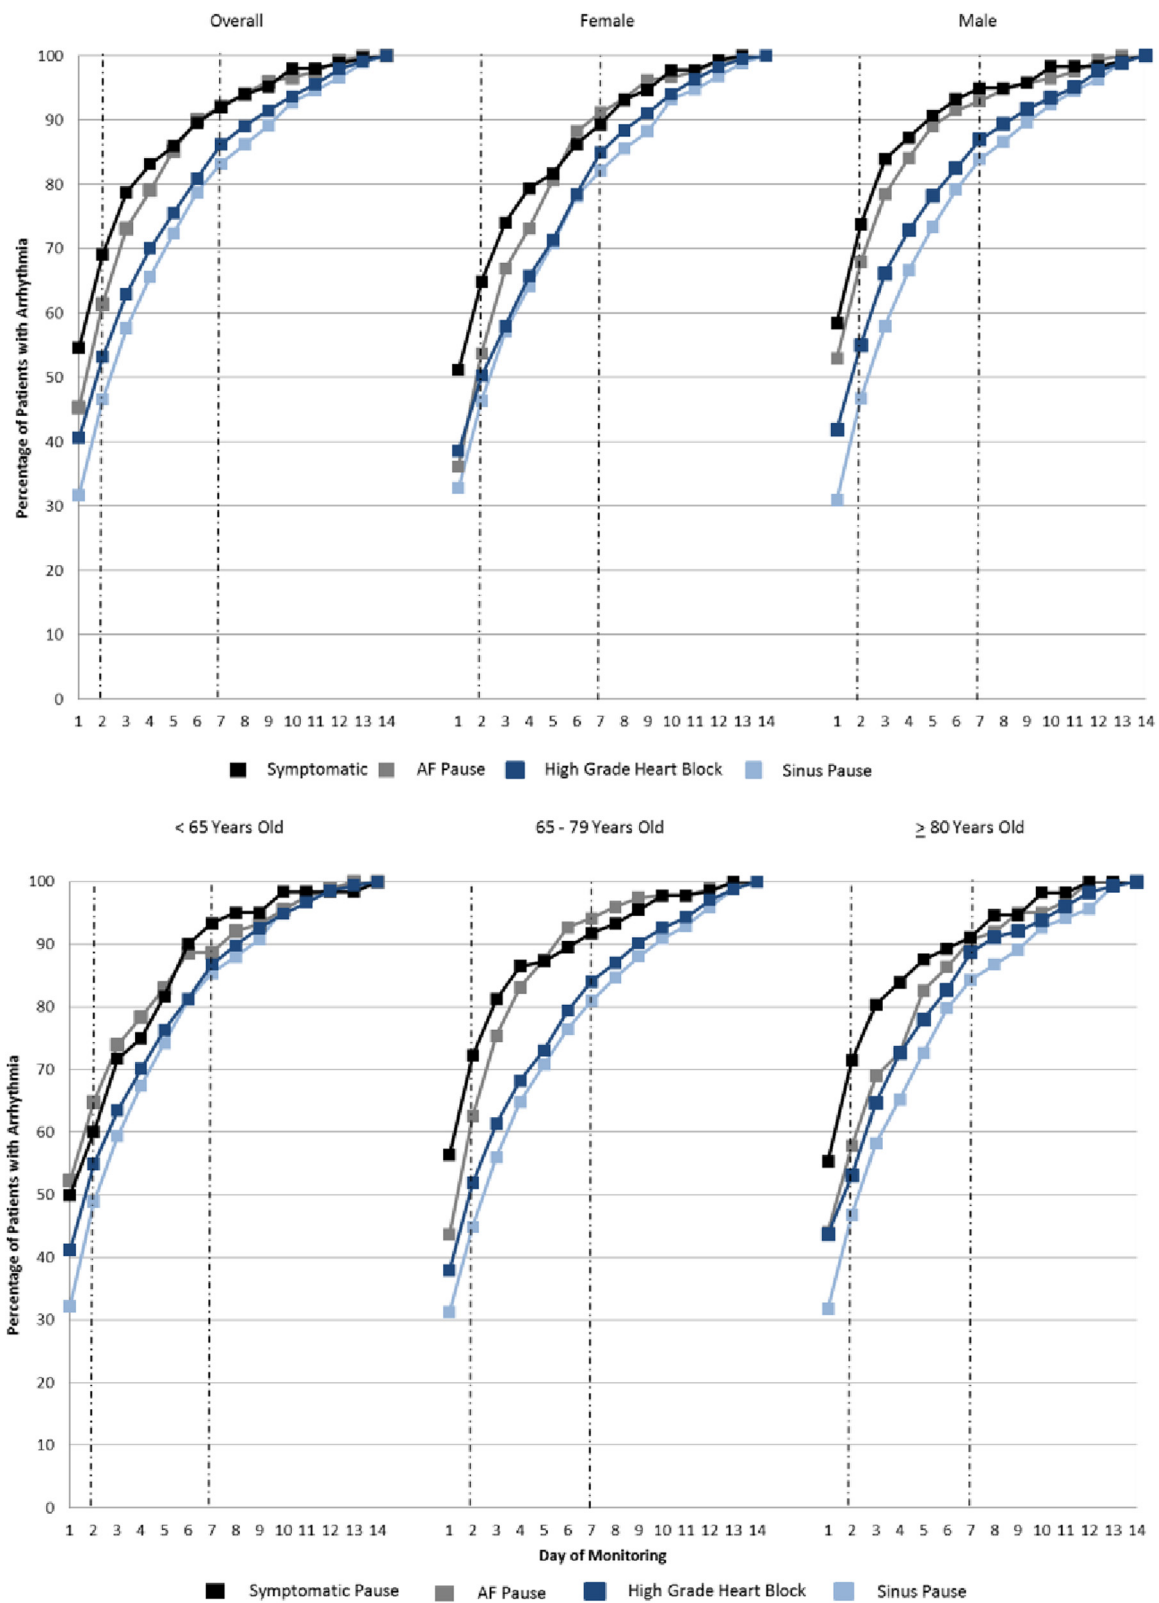 Overall Female Male
100
90
80
70
60
50
40
30
20
10
0
Percentage of Patients with Arrhythmia
1 2 3 4 5 6 7 8 9 10 11 12 13 14 1 2 3 4 5 6 7 8 9 10 11 12 13 14 1 2 3 4 5 6 7 8 9 10 11 12 13 14
Symptomatic AF Pause High Grade Heart Block Sinus Pause
< 65 Years Old 65 - 79 Years Old ≥ 80 Years Old
100
90
80
70
60
50
40
30
20
10
0
Percentage of Patients with Arrhythmia
1 2 3 4 5 6 7 8 9 10 11 12 13 14 1 2 3 4 5 6 7 8 9 10 11 12 13 14 1 2 3 4 5 6 7 8 9 10 11 12 13 14
Day of Monitoring
Symptomatic Pause AF Pause High Grade Heart Block Sinus Pause